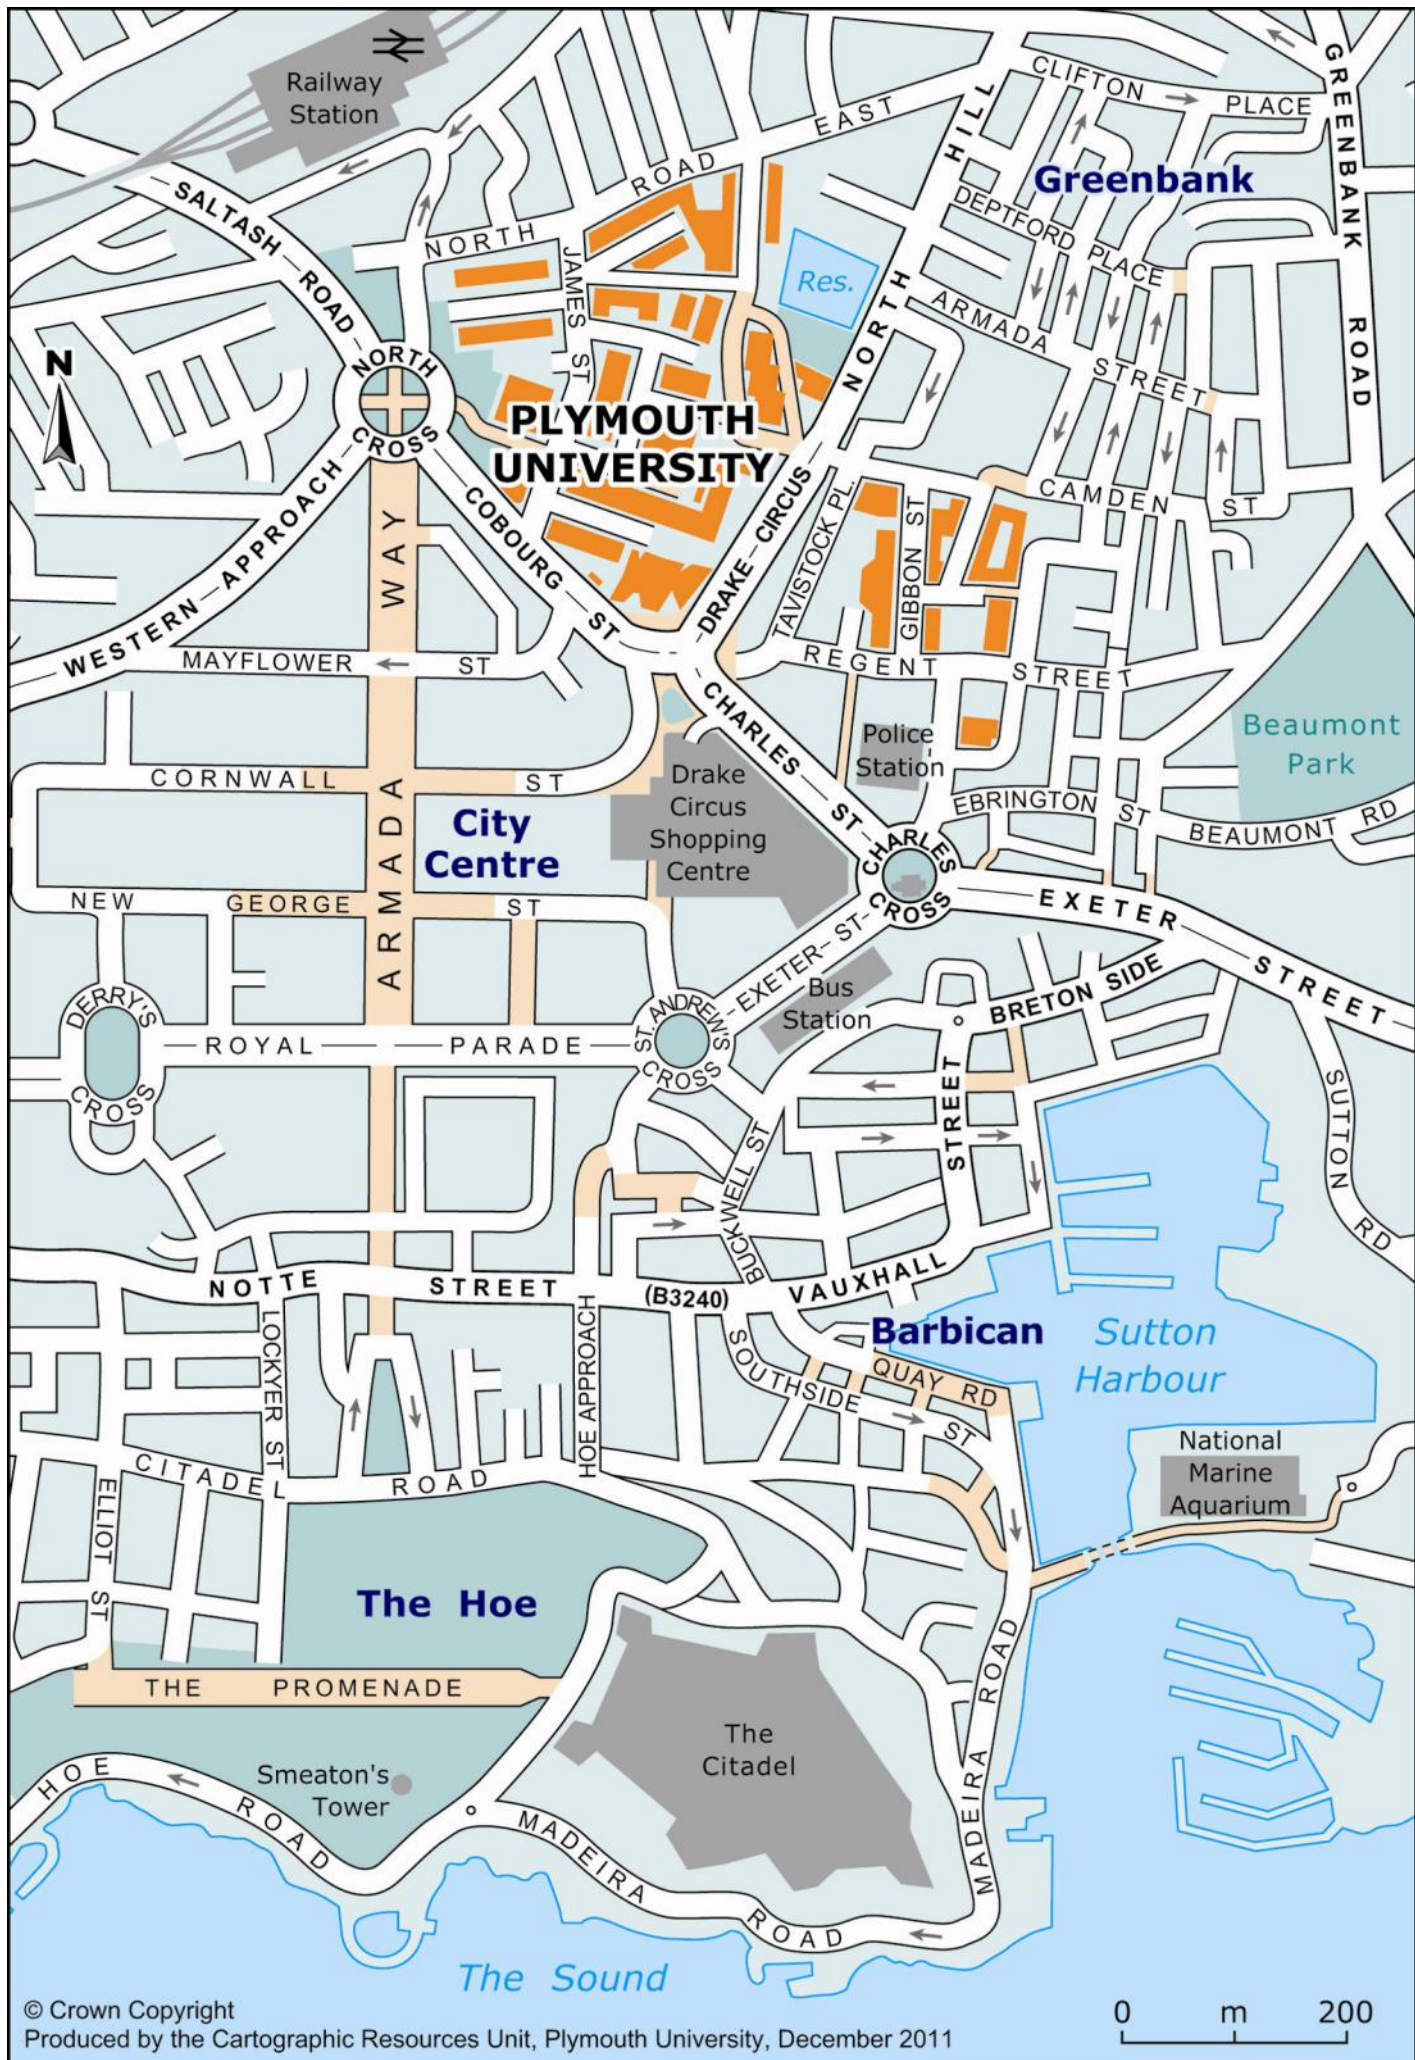 Railway
Station
CLIFTON PLACE
GREENBANK ROAD
NORTH ROAD EAST
NORTH HILL
Greenbank
SALTASH ROAD
DEPTFORD PLACE
JAMES ST
Res.
ARMADA STREET
N
NORTH
CROSS
PLYMOUTH
UNIVERSITY
WESTERN APPROACH
COBOURG ST
DRAKE CIRCUS
TAVISTOCK PL.
GIBBON ST
CAMDEN ST
ARMADA WAY
MAYFLOWER ST
REGENT STREET
CHARLES ST
Police
Station
Beaumont
Park
CORNWALL ST
City
Centre
Drake
Circus
Shopping
Centre
EBRINGTON ST
BEAUMONT RD
CHARLES
CROSS
NEW GEORGE ST
EXETER STREET
EXETER ST
Bus
Station
BRETON SIDE
DERRY'S
CROSS
ROYAL PARADE
ST. ANDREW'S
CROSS
SUTTON RD
BUCKWELL ST
VAUXHALL STREET
NOTTE STREET (B3240)
LOCKYER ST
HOE APPROACH
Barbican
Sutton
Harbour
SOUTHSIDE ST
QUAY RD
National
Marine
Aquarium
CITADEL ROAD
ELLIOT ST
The Hoe
THE PROMENADE
MADEIRA ROAD
The
Citadel
Smeaton's
Tower
HOE ROAD
MADEIRA ROAD
The Sound
© Crown Copyright
Produced by the Cartographic Resources Unit, Plymouth University, December 2011
0 m 200